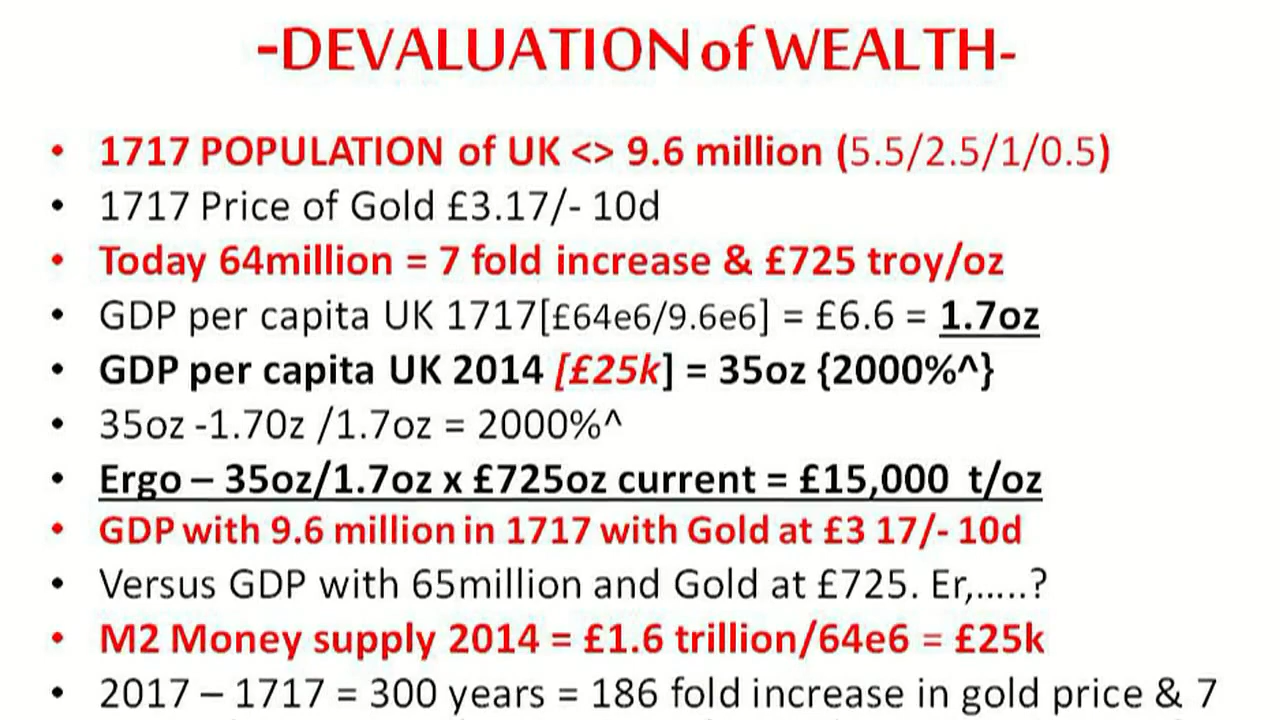 -DEVALUATION of WEALTH-
• 1717 POPULATION of UK <> 9.6 million (5.5/2.5/1/0.5)
• 1717 Price of Gold £3.17/- 10d
• Today 64million = 7 fold increase & £725 troy/oz
• GDP per capita UK 1717[£64e6/9.6e6] = £6.6 = 1.7oz
• GDP per capita UK 2014 [£25k] = 35oz {2000%^}
• 35oz -1.70z /1.7oz = 2000%^
• Ergo – 35oz/1.7oz x £725oz current = £15,000 t/oz
• GDP with 9.6 million in 1717 with Gold at £3 17/- 10d
• Versus GDP with 65million and Gold at £725. Er,.....?
• M2 Money supply 2014 = £1.6 trillion/64e6 = £25k
• 2017 – 1717 = 300 years = 186 fold increase in gold price & 7